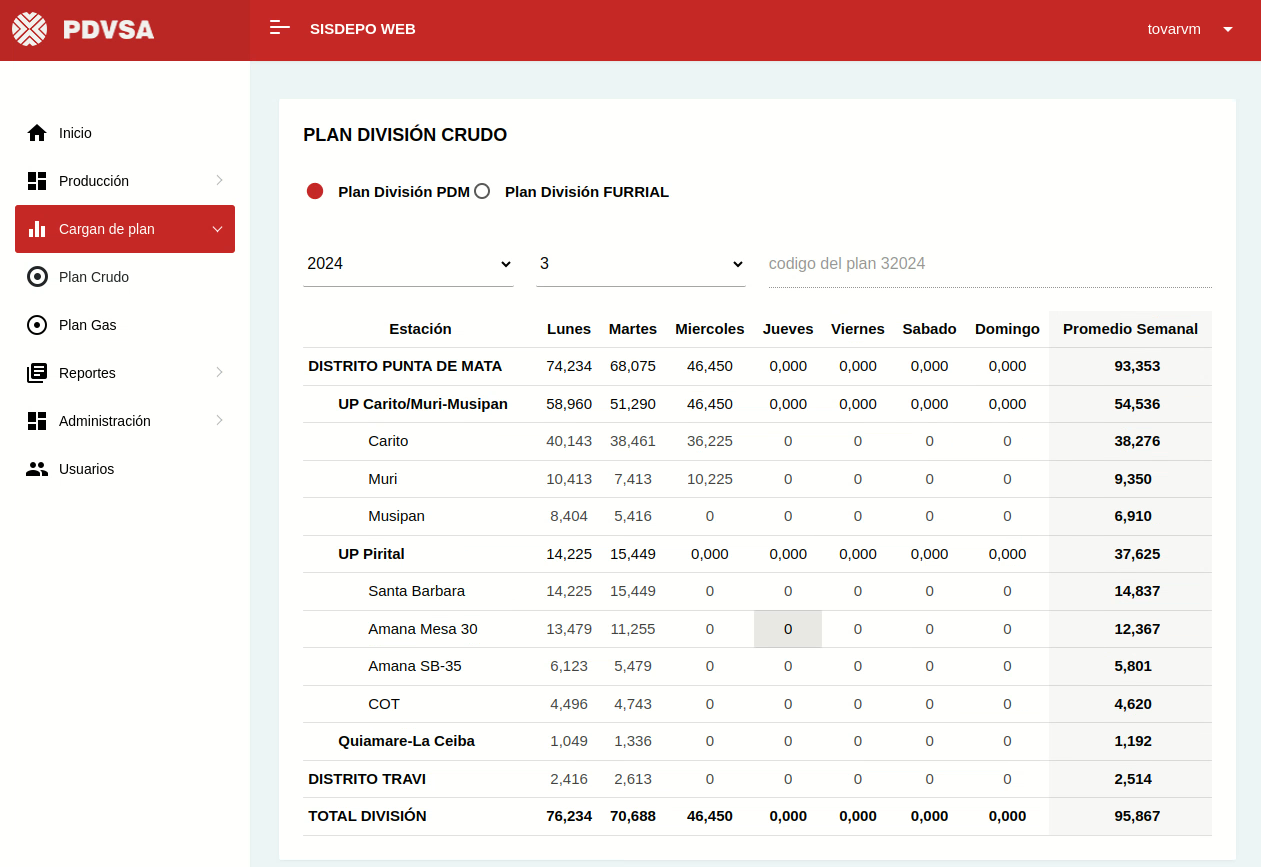 PDVSA
SISDEPO WEB
tovarvm
Inicio
Producción
Cargan de plan
Plan Crudo
Plan Gas
Reportes
Administración
Usuarios
PLAN DIVISIÓN CRUDO
Plan División PDM Plan División FURRIAL
2024 3 codigo del plan 32024
Estación Lunes Martes Miercoles Jueves Viernes Sabado Domingo Promedio Semanal
DISTRITO PUNTA DE MATA 74,234 68,075 46,450 0,000 0,000 0,000 0,000 93,353
UP Carito/Muri-Musipan 58,960 51,290 46,450 0,000 0,000 0,000 0,000 54,536
Carito 40,143 38,461 36,225 0 0 0 0 38,276
Muri 10,413 7,413 10,225 0 0 0 0 9,350
Musipan 8,404 5,416 0 0 0 0 0 6,910
UP Pirital 14,225 15,449 0,000 0,000 0,000 0,000 0,000 37,625
Santa Barbara 14,225 15,449 0 0 0 0 0 14,837
Amana Mesa 30 13,479 11,255 0 0 0 0 0 12,367
Amana SB-35 6,123 5,479 0 0 0 0 0 5,801
COT 4,496 4,743 0 0 0 0 0 4,620
Quiamare-La Ceiba 1,049 1,336 0 0 0 0 0 1,192
DISTRITO TRAVI 2,416 2,613 0 0 0 0 0 2,514
TOTAL DIVISIÓN 76,234 70,688 46,450 0,000 0,000 0,000 0,000 95,867